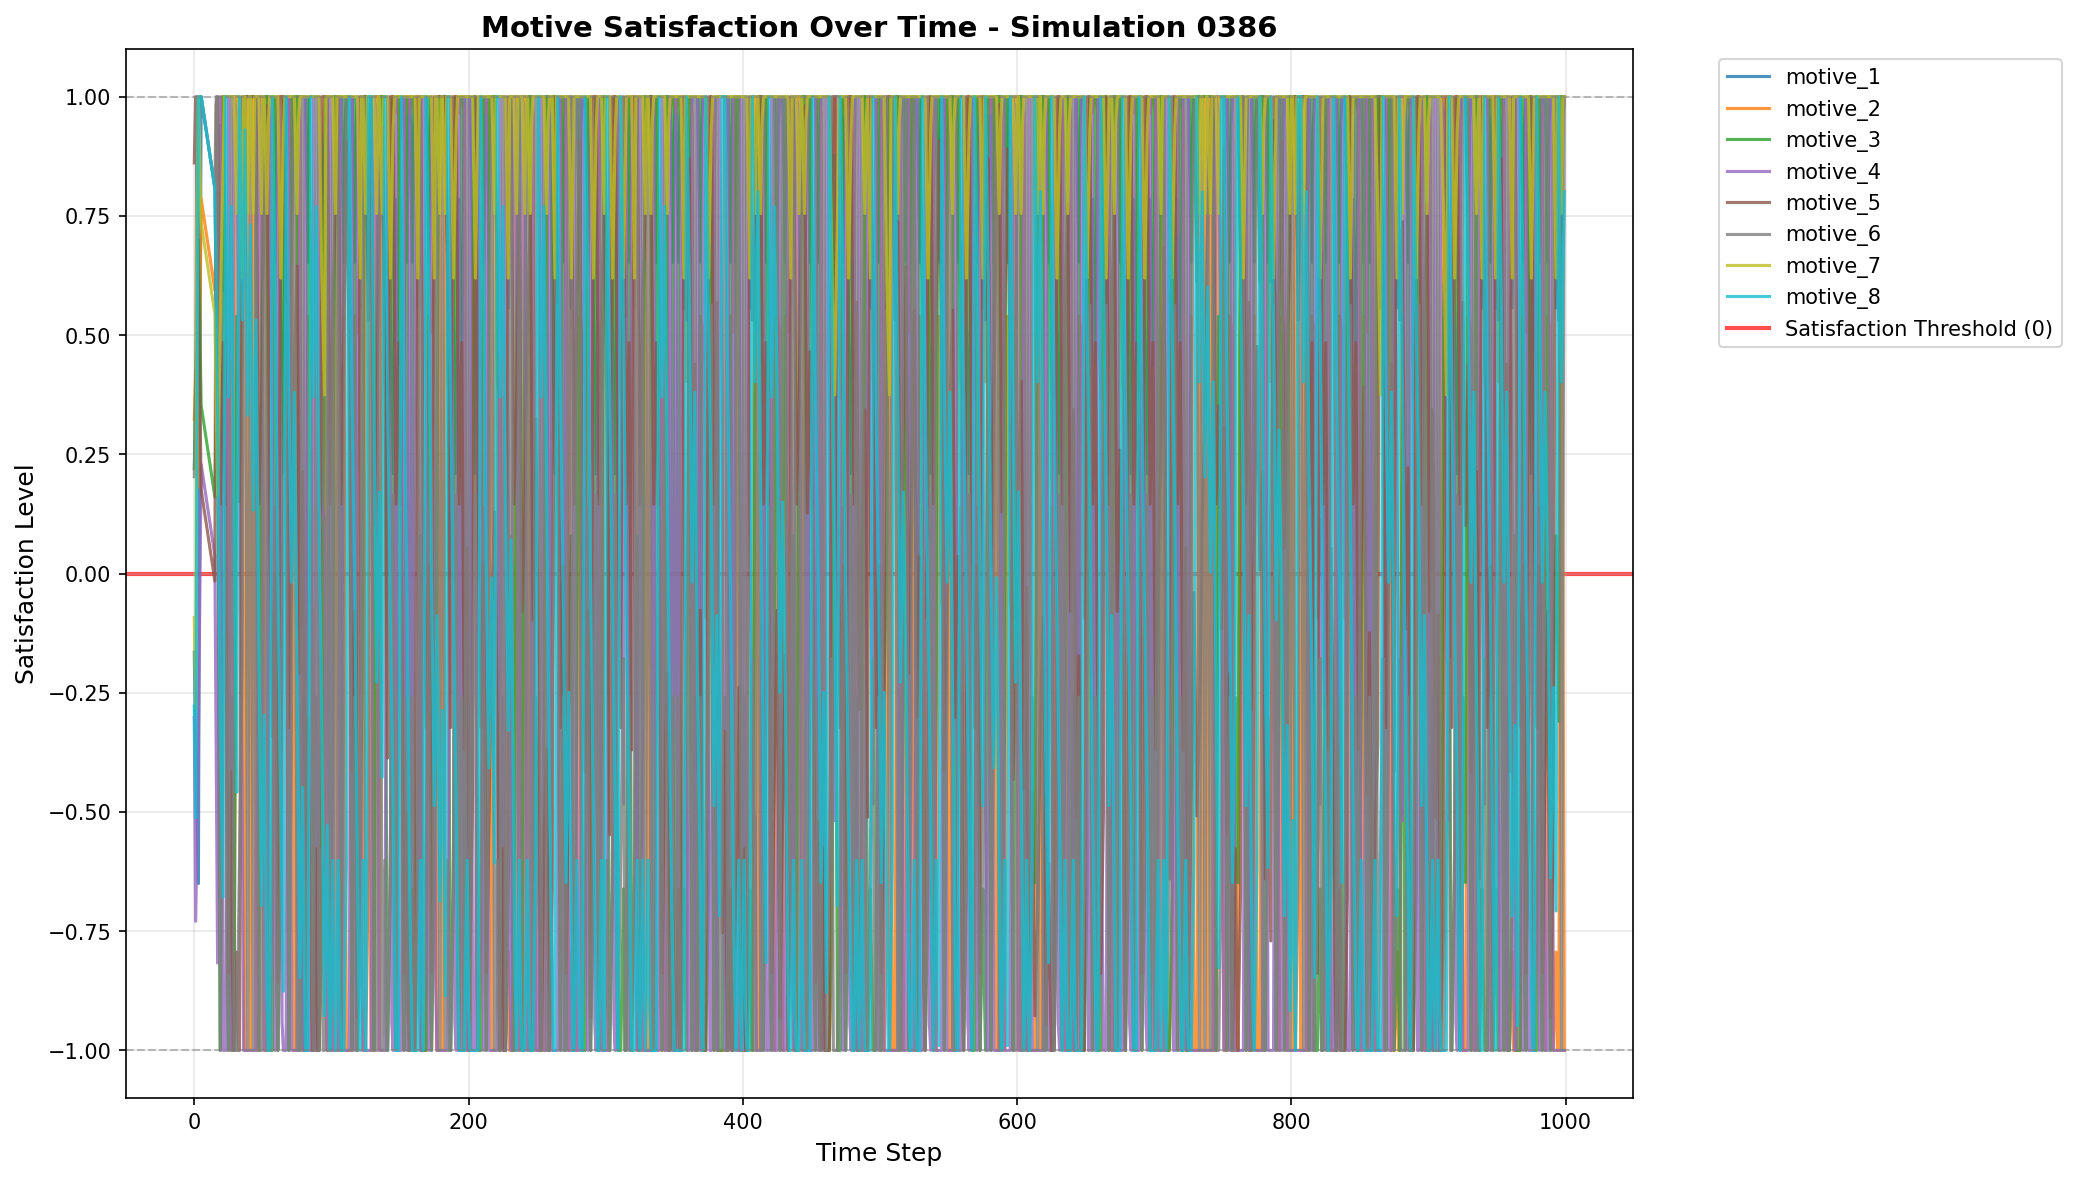 Motive Satisfaction Over Time - Simulation 0386
Satisfaction Level
1.00
0.75
0.50
0.25
0.00
−0.25
−0.50
−0.75
−1.00
0
200
400
600
800
1000
Time Step
motive_1
motive_2
motive_3
motive_4
motive_5
motive_6
motive_7
motive_8
Satisfaction Threshold (0)